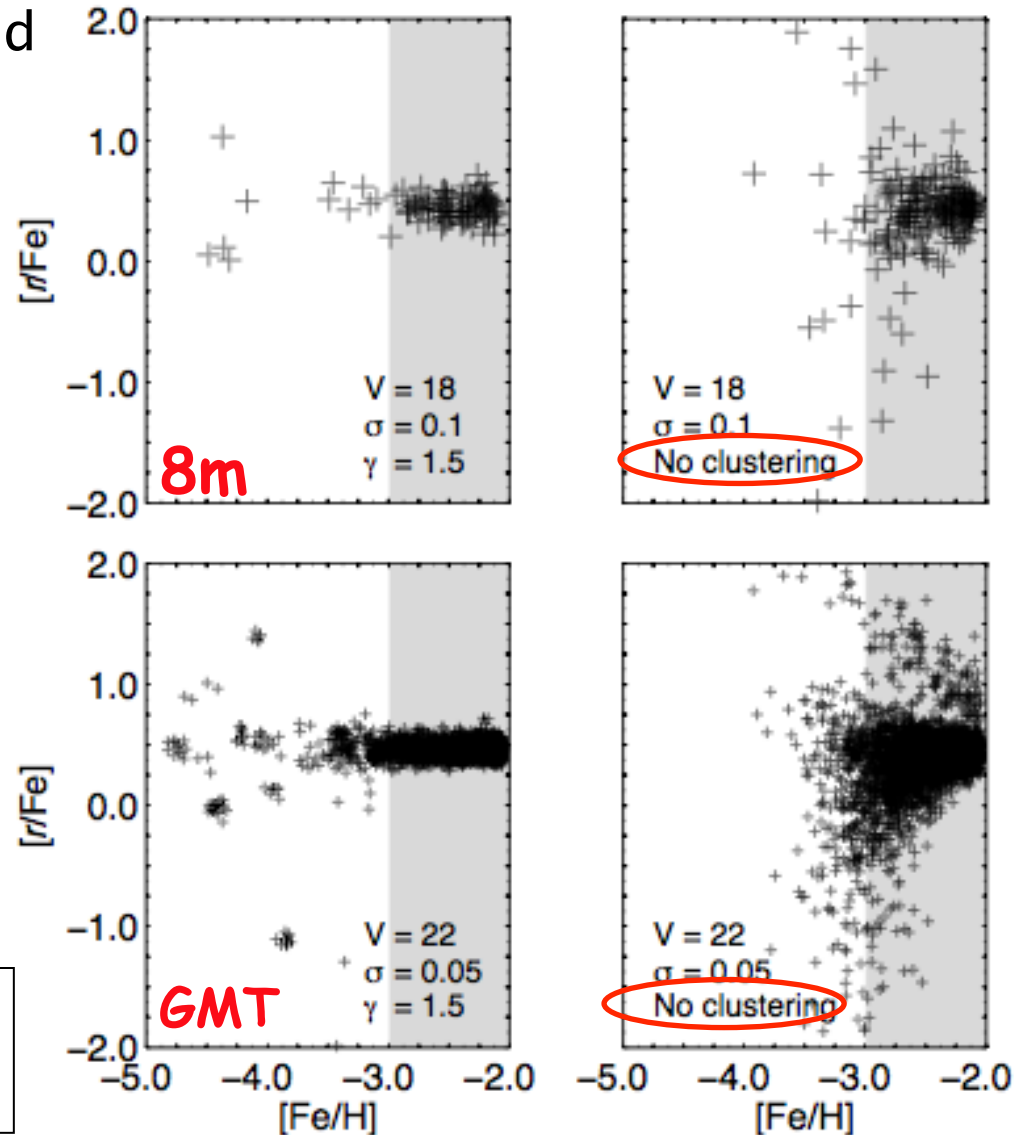 d
2.0
1.0
0.0
−1.0
−2.0
[r/Fe]
V = 18
σ = 0.1
γ = 1.5
8m
V = 18
σ = 0.1
No clustering
2.0
1.0
0.0
−1.0
−2.0
[r/Fe]
V = 22
σ = 0.05
γ = 1.5
GMT
V = 22
σ = 0.05
No clustering
−5.0 −4.0 −3.0 −2.0
−5.0 −4.0 −3.0 −2.0
[Fe/H]
[Fe/H]